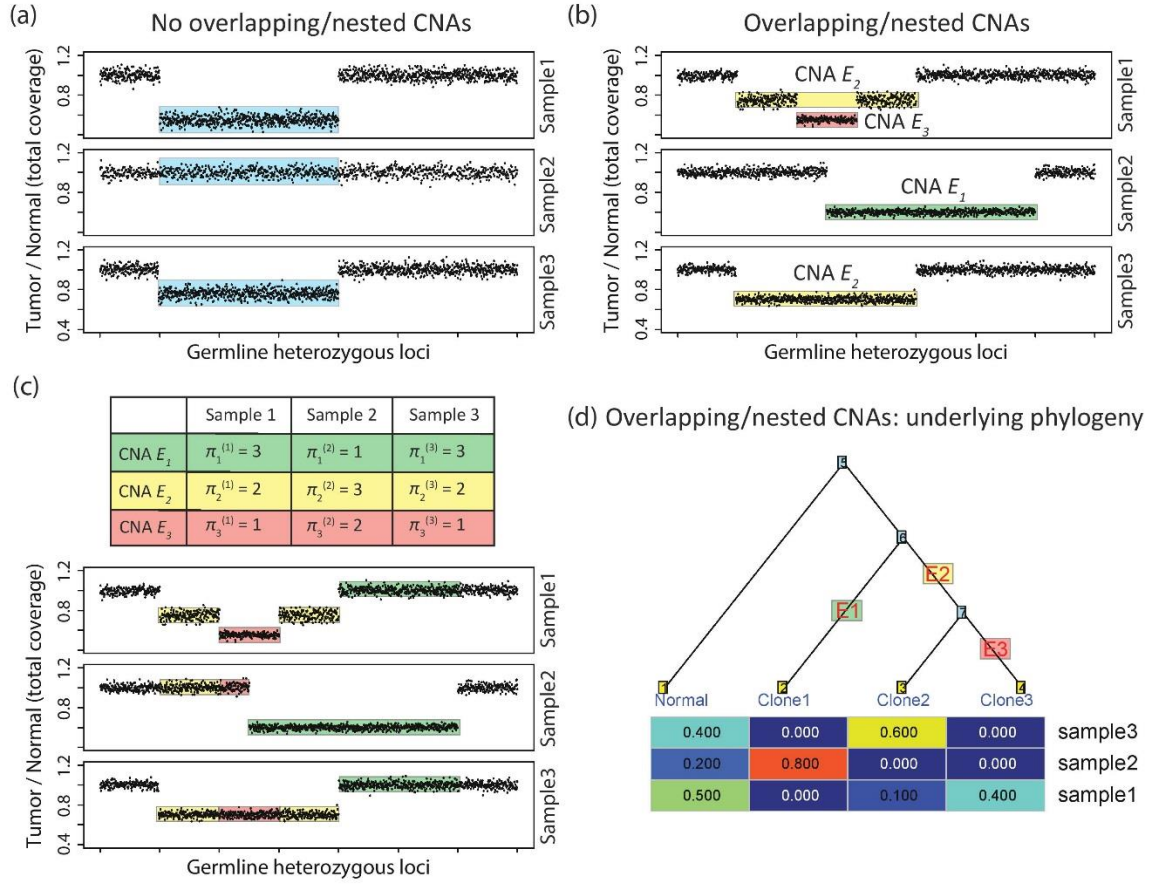 (a)
No overlapping/nested CNAs
Tumor / Normal (total coverage)
1.2
0.8
Sample1
1.2
0.8
Sample2
1.2
0.8
0.4
Sample3
Germline heterozygous loci
(b)
Overlapping/nested CNAs
Tumor / Normal (total coverage)
1.2
0.8
CNA E2
CNA E3
Sample1
1.2
0.8
CNA E1
Sample2
1.2
0.8
0.4
CNA E2
Sample3
Germline heterozygous loci
(c)
Sample 1 Sample 2 Sample 3
CNA E1 π1(1) = 3 π1(2) = 1 π1(3) = 3
CNA E2 π2(1) = 2 π2(2) = 3 π2(3) = 2
CNA E3 π3(1) = 1 π3(2) = 2 π3(3) = 1
Tumor / Normal (total coverage)
1.2
0.8
Sample1
1.2
0.8
Sample2
1.2
0.8
0.4
Sample3
Germline heterozygous loci
(d) Overlapping/nested CNAs: underlying phylogeny
5
6
E2
E1
7
E3
1 2 3 4
Normal Clone1 Clone2 Clone3
0.400 0.000 0.600 0.000 sample3
0.200 0.800 0.000 0.000 sample2
0.500 0.000 0.100 0.400 sample1